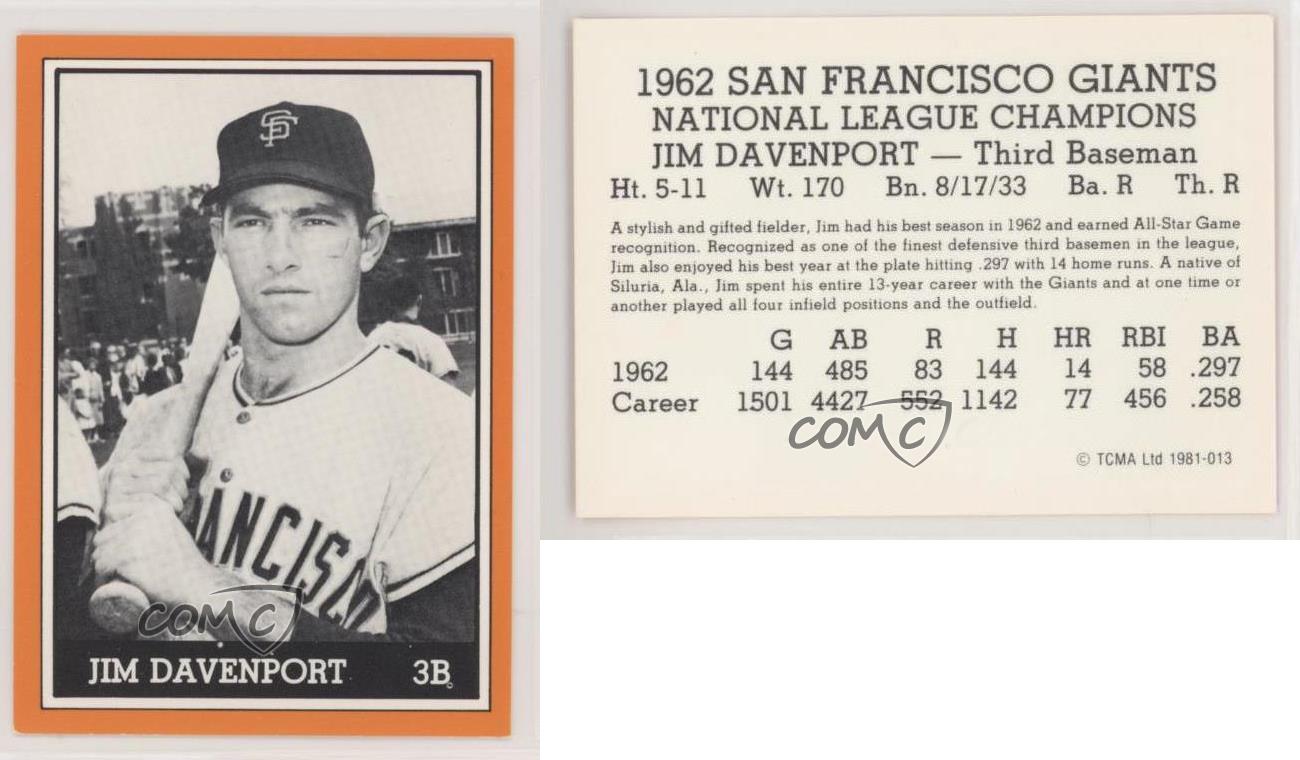 SF
ANCISCO
COMC
JIM DAVENPORT 3B
1962 SAN FRANCISCO GIANTS
NATIONAL LEAGUE CHAMPIONS
JIM DAVENPORT — Third Baseman
Ht. 5-11 Wt. 170 Bn. 8/17/33 Ba. R Th. R
A stylish and gifted fielder, Jim had his best season in 1962 and earned All-Star Game
recognition. Recognized as one of the finest defensive third basemen in the league,
Jim also enjoyed his best year at the plate hitting .297 with 14 home runs. A native of
Siluria, Ala., Jim spent his entire 13-year career with the Giants and at one time or
another played all four infield positions and the outfield.
G AB R H HR RBI BA
1962 144 485 83 144 14 58 .297
Career 1501 4427 552 1142 77 456 .258
COMC
© TCMA Ltd 1981-013